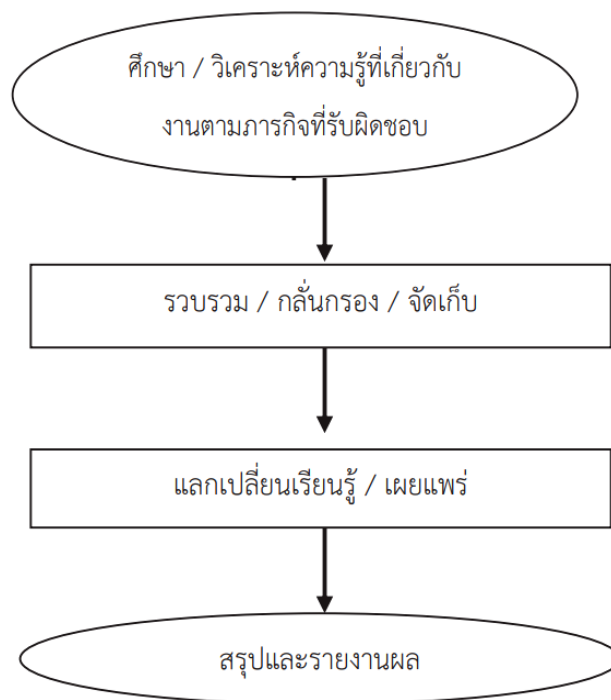 ศึกษา / วิเคราะห์ความรู้ที่เกี่ยวกับ
งานตามภารกิจที่รับผิดชอบ
รวบรวม / กลั่นกรอง / จัดเก็บ
แลกเปลี่ยนเรียนรู้ / เผยแพร่
สรุปและรายงานผล